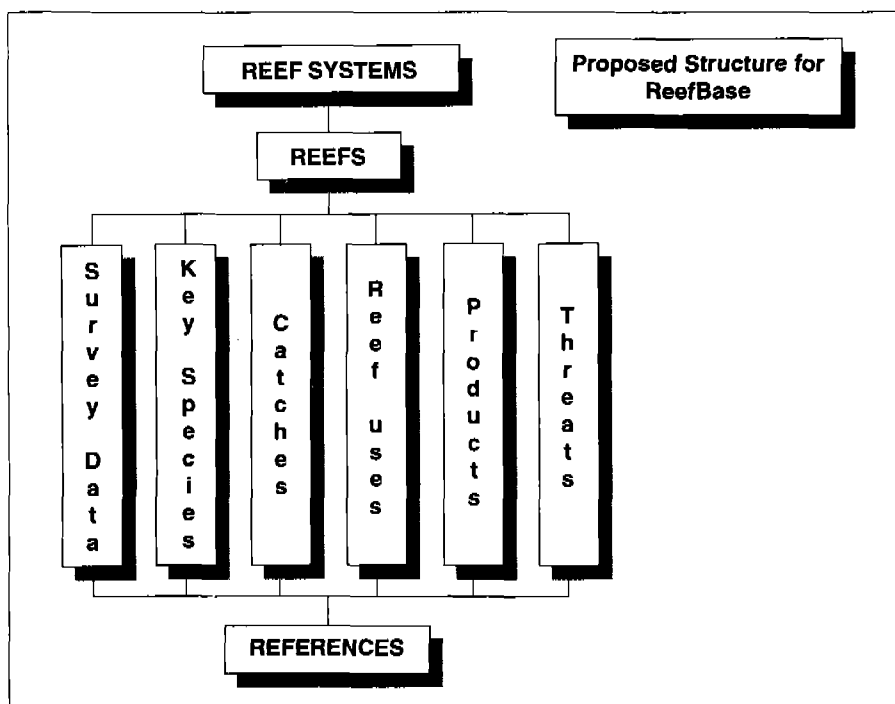 REEF SYSTEMS
Proposed Structure for
ReefBase
REEFS
Survey Data
Key Species
Catches
Reef uses
Products
Threats
REFERENCES